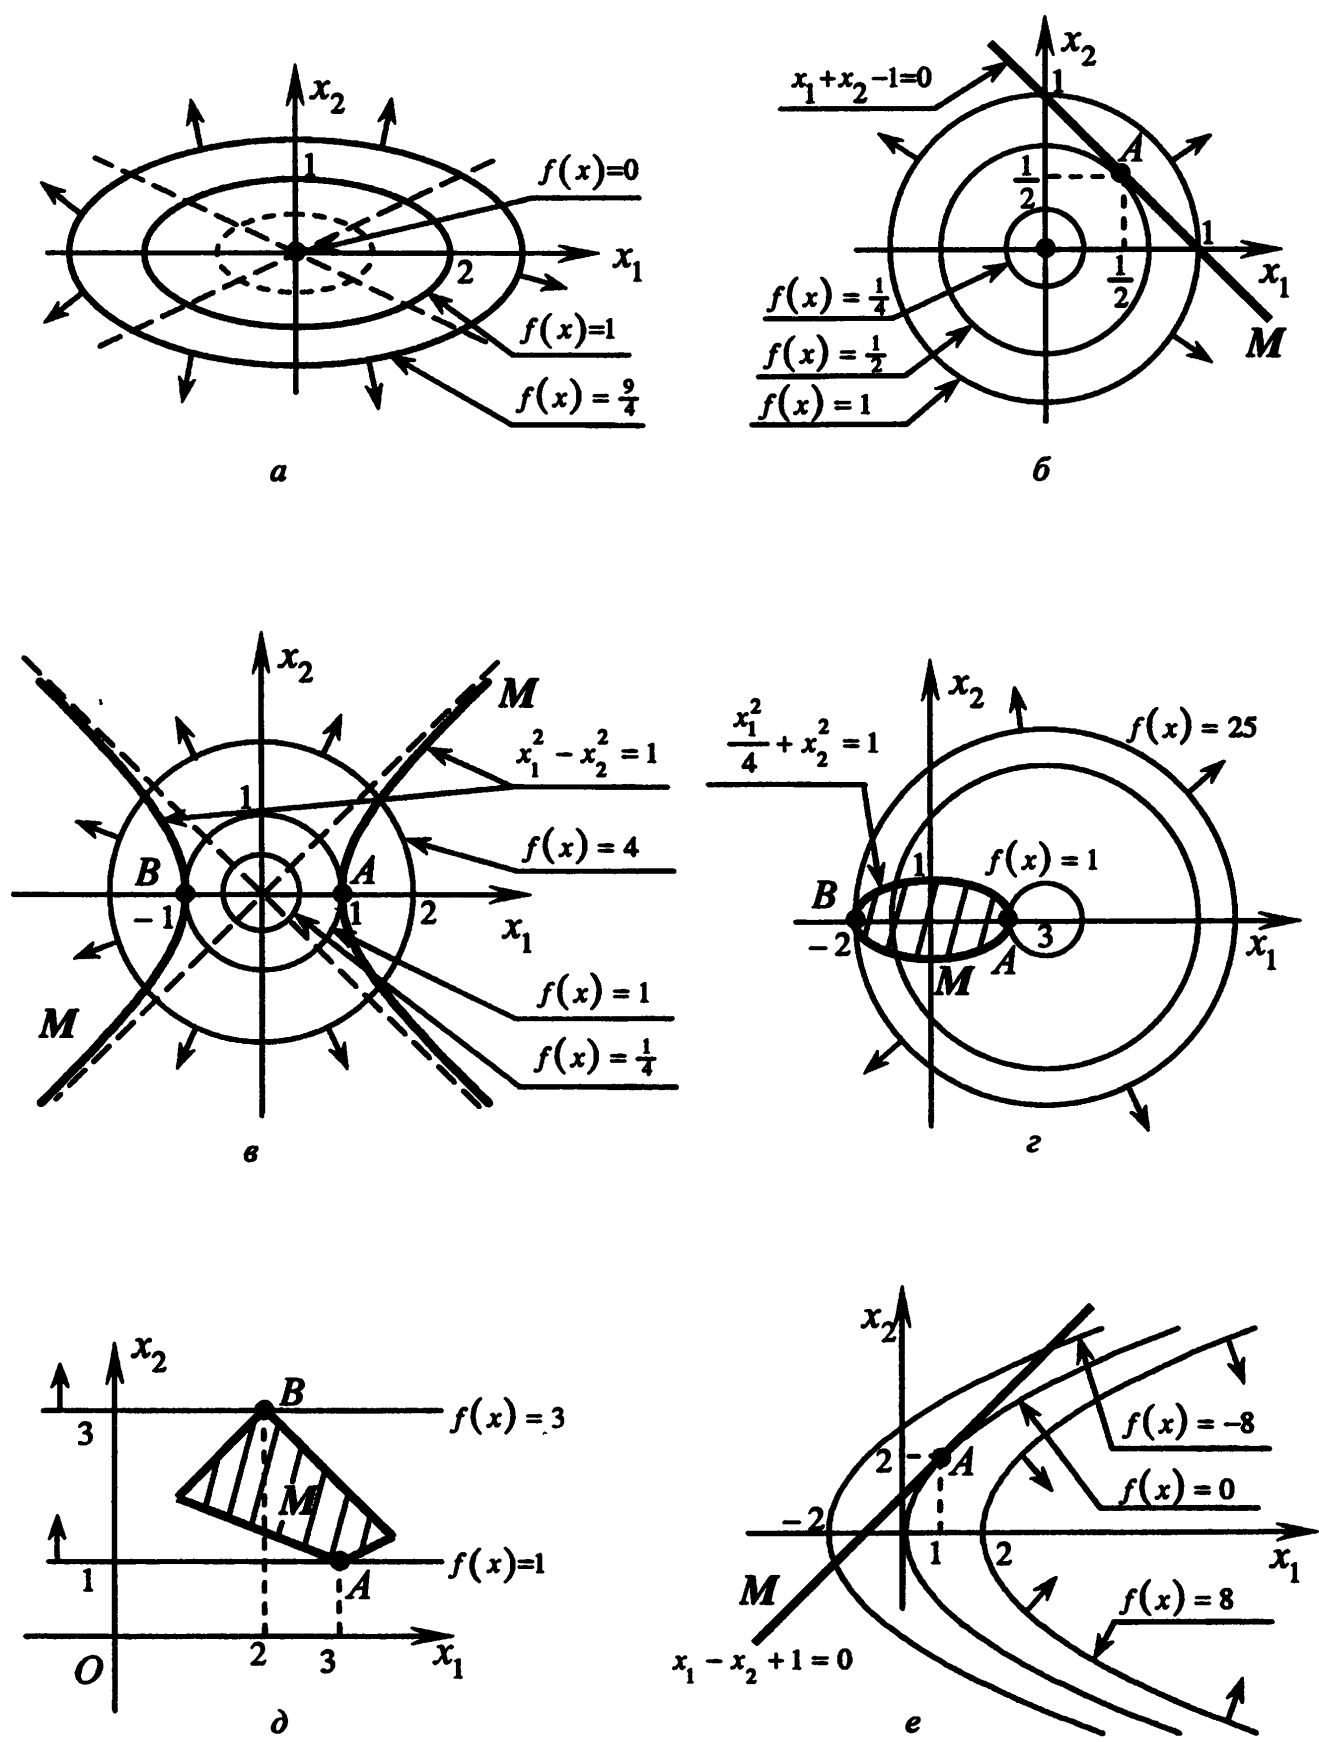 x₂
1
f(x)=0
x₁
2
f(x)=1
f(x) = 9/4
а
x₂
x₁+x₂−1=0
1
A
1/2
1
x₁
1/2
f(x) = 1/4
f(x) = 1/2
f(x) = 1
M
б
x₂
M
x₁² − x₂² = 1
1
f(x) = 4
B
A
−1
1
2
x₁
f(x) = 1
M
f(x) = 1/4
в
x₂
x₁²/4 + x₂² = 1
f(x) = 25
1
f(x) = 1
B
−2
3
A
x₁
M
г
x₂
B
3
f(x) = 3
M
1
f(x)=1
A
O
2
3
x₁
д
x₂
f(x) = −8
2
A
f(x) = 0
−2
1
2
x₁
M
f(x) = 8
x₁ − x₂ + 1 = 0
е